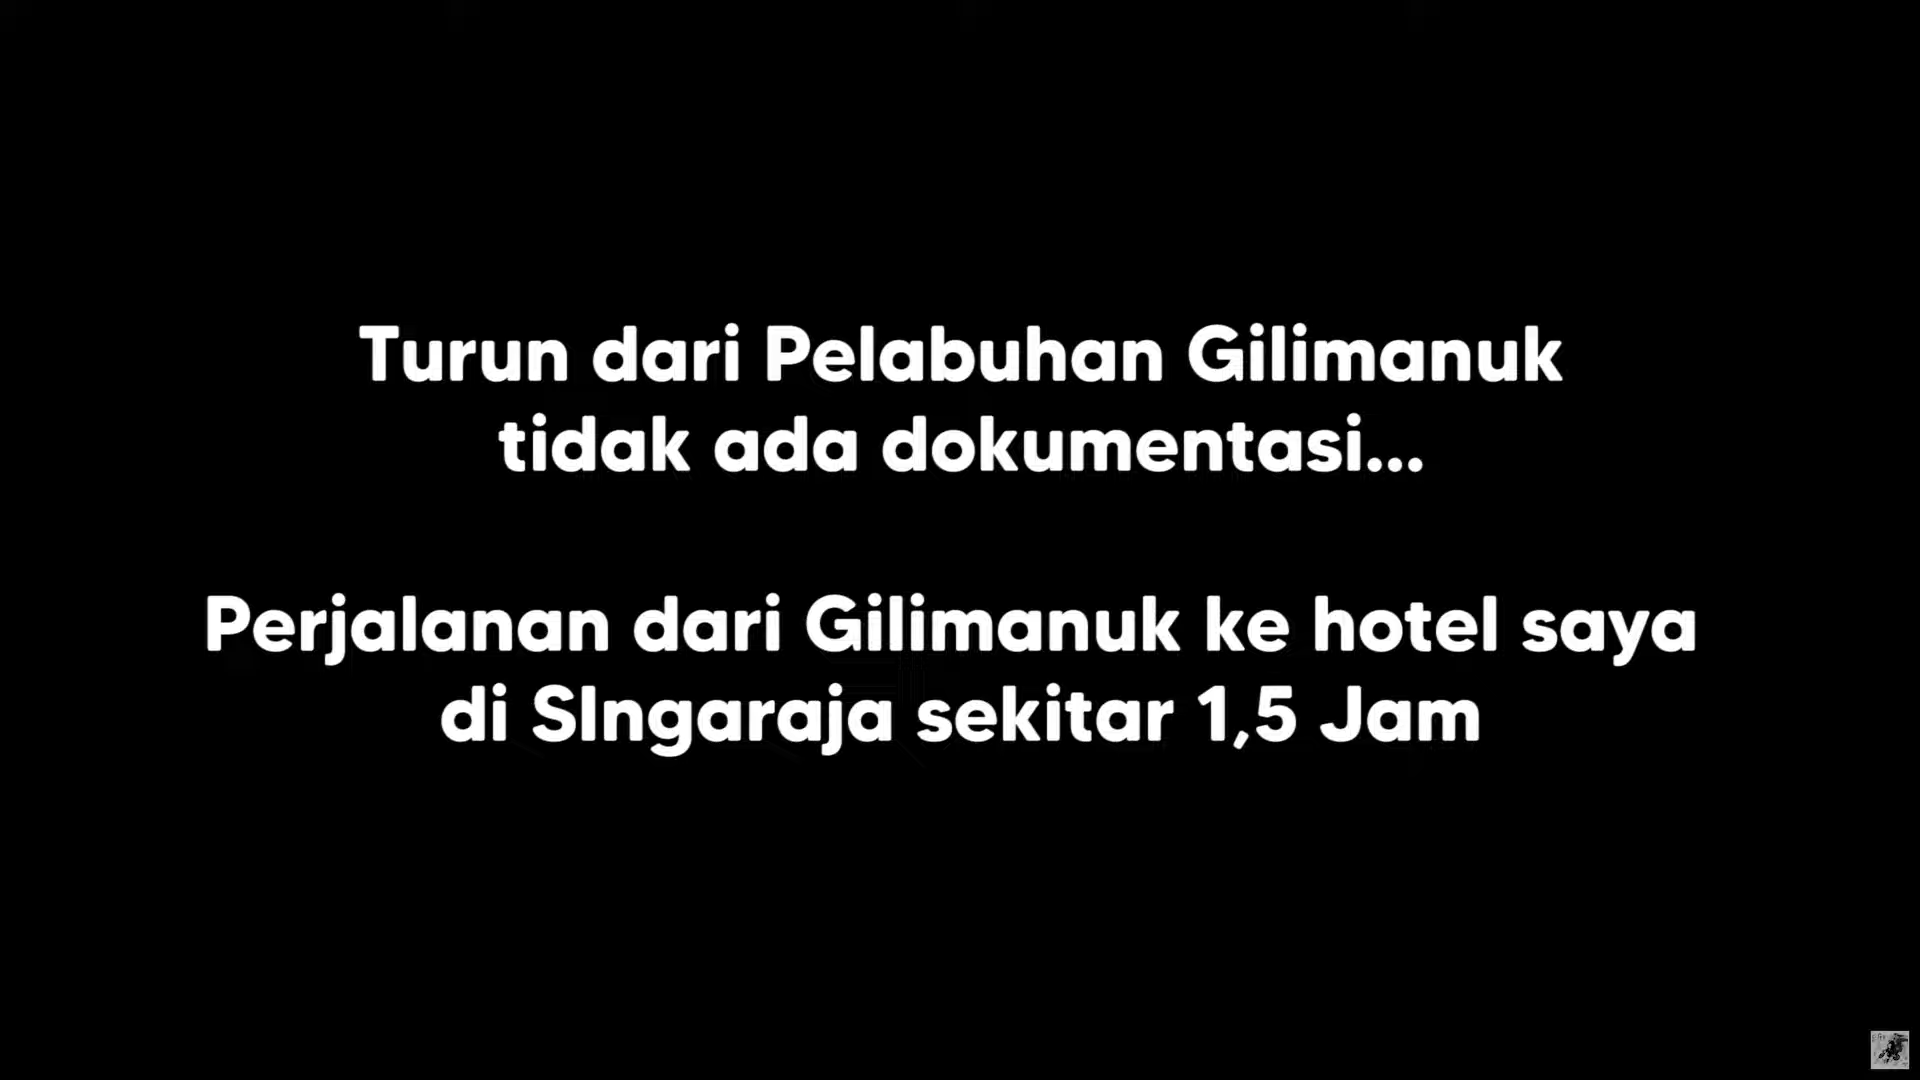 Turun dari Pelabuhan Gilimanuk
tidak ada dokumentasi...
Perjalanan dari Gilimanuk ke hotel saya
di SIngaraja sekitar 1,5 Jam